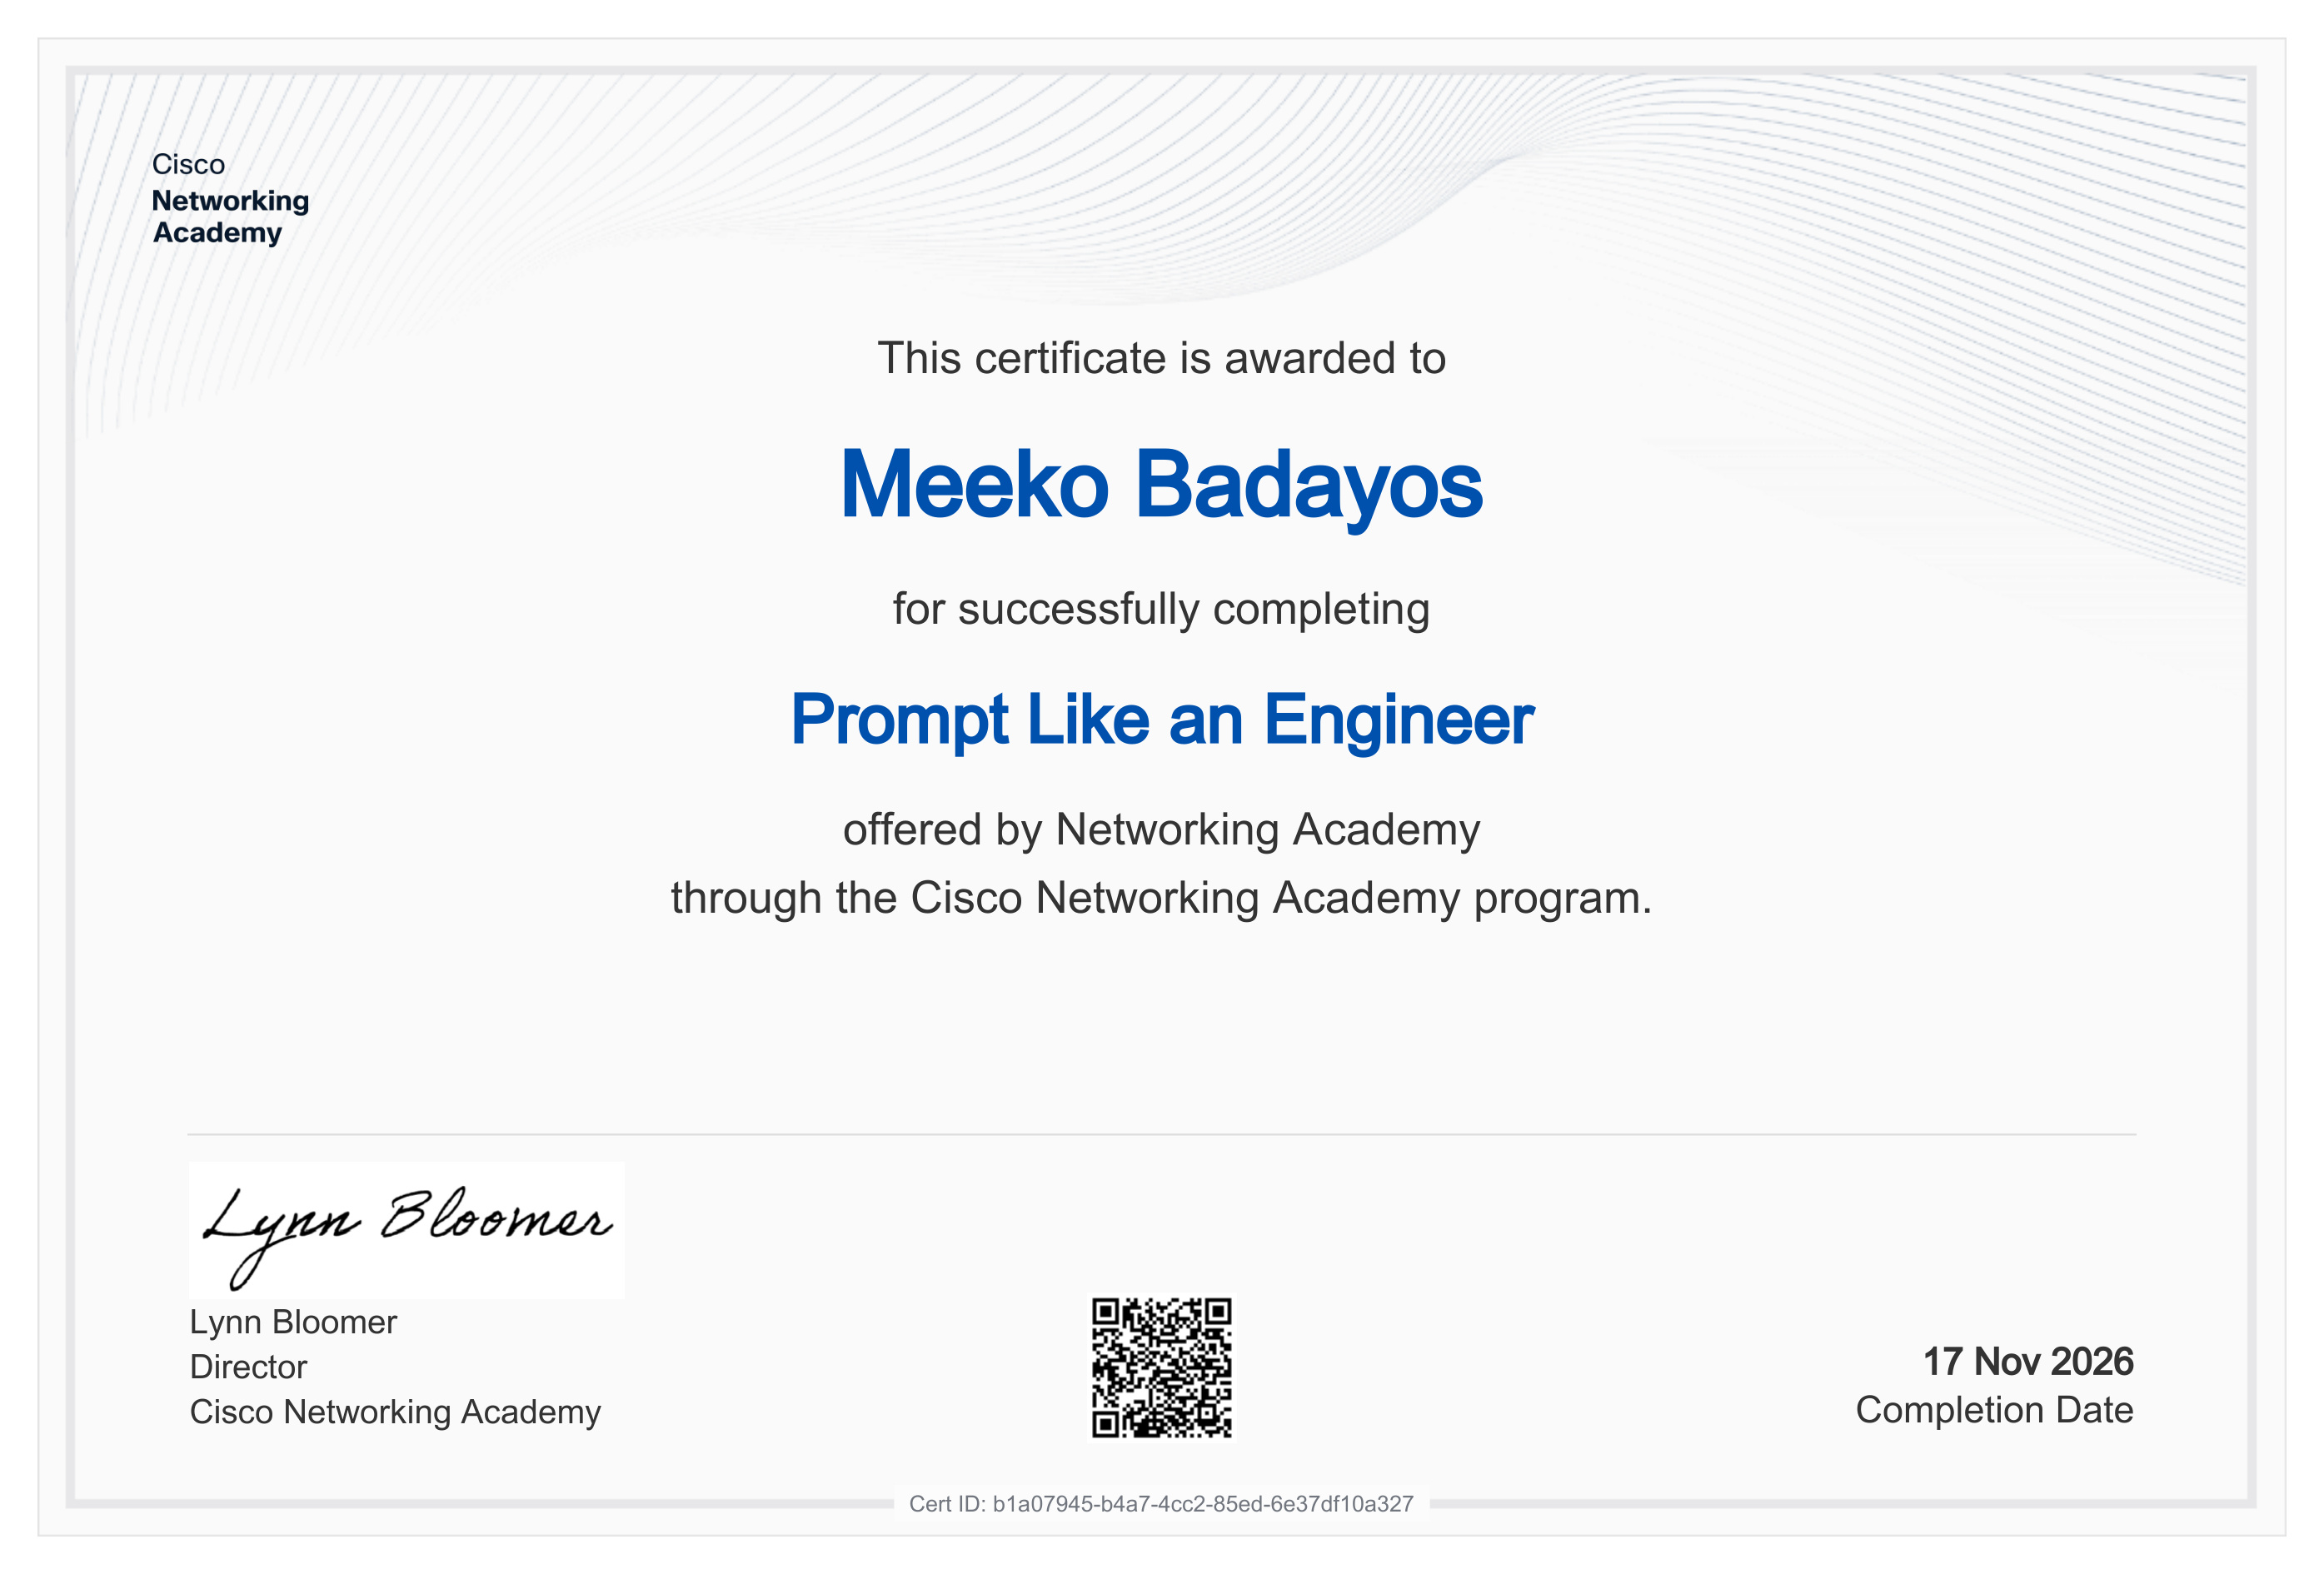 Cisco
Networking
Academy
This certificate is awarded to
Meeko Badayos
for successfully completing
Prompt Like an Engineer
offered by Networking Academy
through the Cisco Networking Academy program.
Lynn Bloomer
Lynn Bloomer
Director
Cisco Networking Academy
17 Nov 2026
Completion Date
Cert ID: b1a07945-b4a7-4cc2-85ed-6e37df10a327